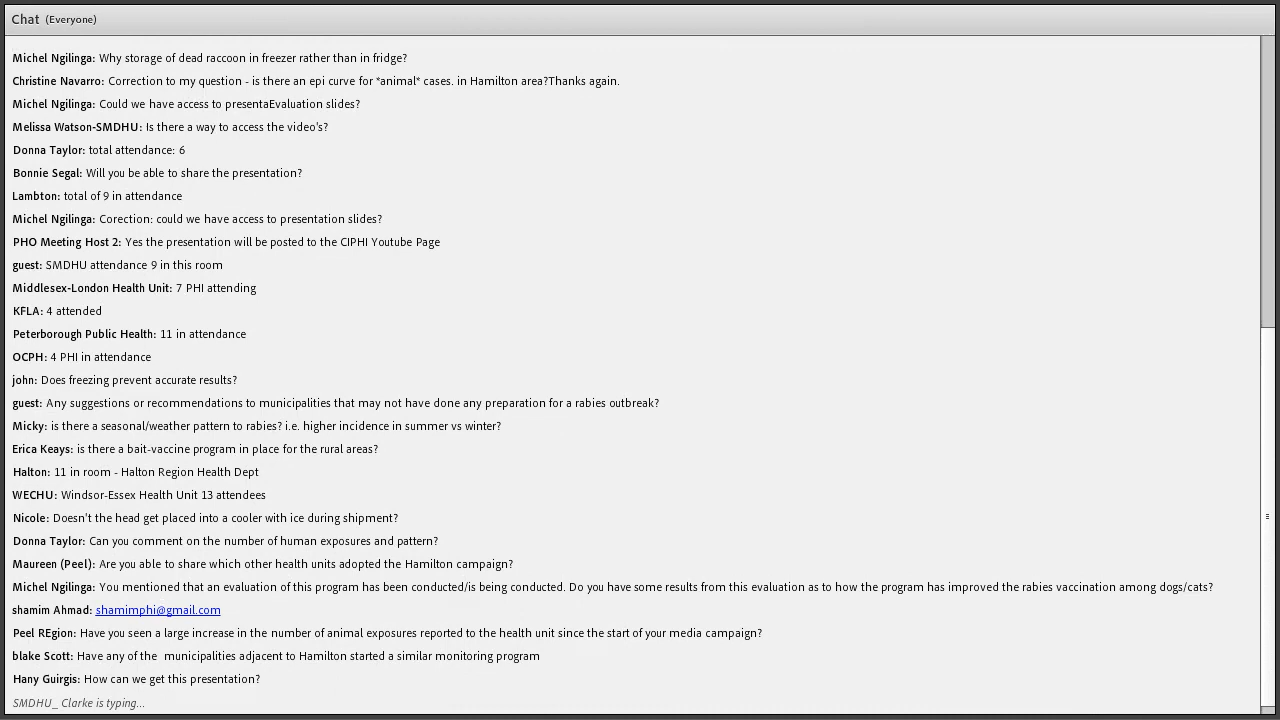 Chat (Everyone)
Michel Ngilinga: Why storage of dead raccoon in freezer rather than in fridge?
Christine Navarro: Correction to my question - is there an epi curve for *animal* cases. in Hamilton area?Thanks again.
Michel Ngilinga: Could we have access to presentaEvaluation slides?
Melissa Watson-SMDHU: Is there a way to access the video's?
Donna Taylor: total attendance: 6
Bonnie Segal: Will you be able to share the presentation?
Lambton: total of 9 in attendance
Michel Ngilinga: Corection: could we have access to presentation slides?
PHO Meeting Host 2: Yes the presentation will be posted to the CIPHI Youtube Page
guest: SMDHU attendance 9 in this room
Middlesex-London Health Unit: 7 PHI attending
KFLA: 4 attended
Peterborough Public Health: 11 in attendance
OCPH: 4 PHI in attendance
john: Does freezing prevent accurate results?
guest: Any suggestions or recommendations to municipalities that may not have done any preparation for a rabies outbreak?
Micky: is there a seasonal/weather pattern to rabies? i.e. higher incidence in summer vs winter?
Erica Keays: is there a bait-vaccine program in place for the rural areas?
Halton: 11 in room - Halton Region Health Dept
WECHU: Windsor-Essex Health Unit 13 attendees
Nicole: Doesn't the head get placed into a cooler with ice during shipment?
Donna Taylor: Can you comment on the number of human exposures and pattern?
Maureen (Peel): Are you able to share which other health units adopted the Hamilton campaign?
Michel Ngilinga: You mentioned that an evaluation of this program has been conducted/is being conducted. Do you have some results from this evaluation as to how the program has improved the rabies vaccination among dogs/cats?
shamim Ahmad: shamimphi@gmail.com
Peel REgion: Have you seen a large increase in the number of animal exposures reported to the health unit since the start of your media campaign?
blake Scott: Have any of the  municipalities adjacent to Hamilton started a similar monitoring program
Hany Guirgis: How can we get this presentation?
SMDHU_ Clarke is typing...